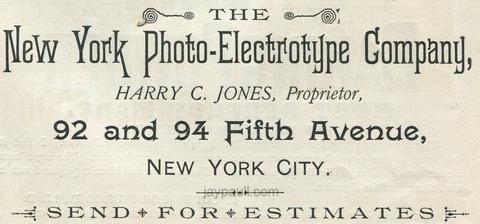 THE
New York Photo-Electrotype Company,
HARRY C. JONES, Proprietor,
92 and 94 Fifth Avenue,
NEW YORK CITY.
jaypaull.com
SEND FOR ESTIMATES